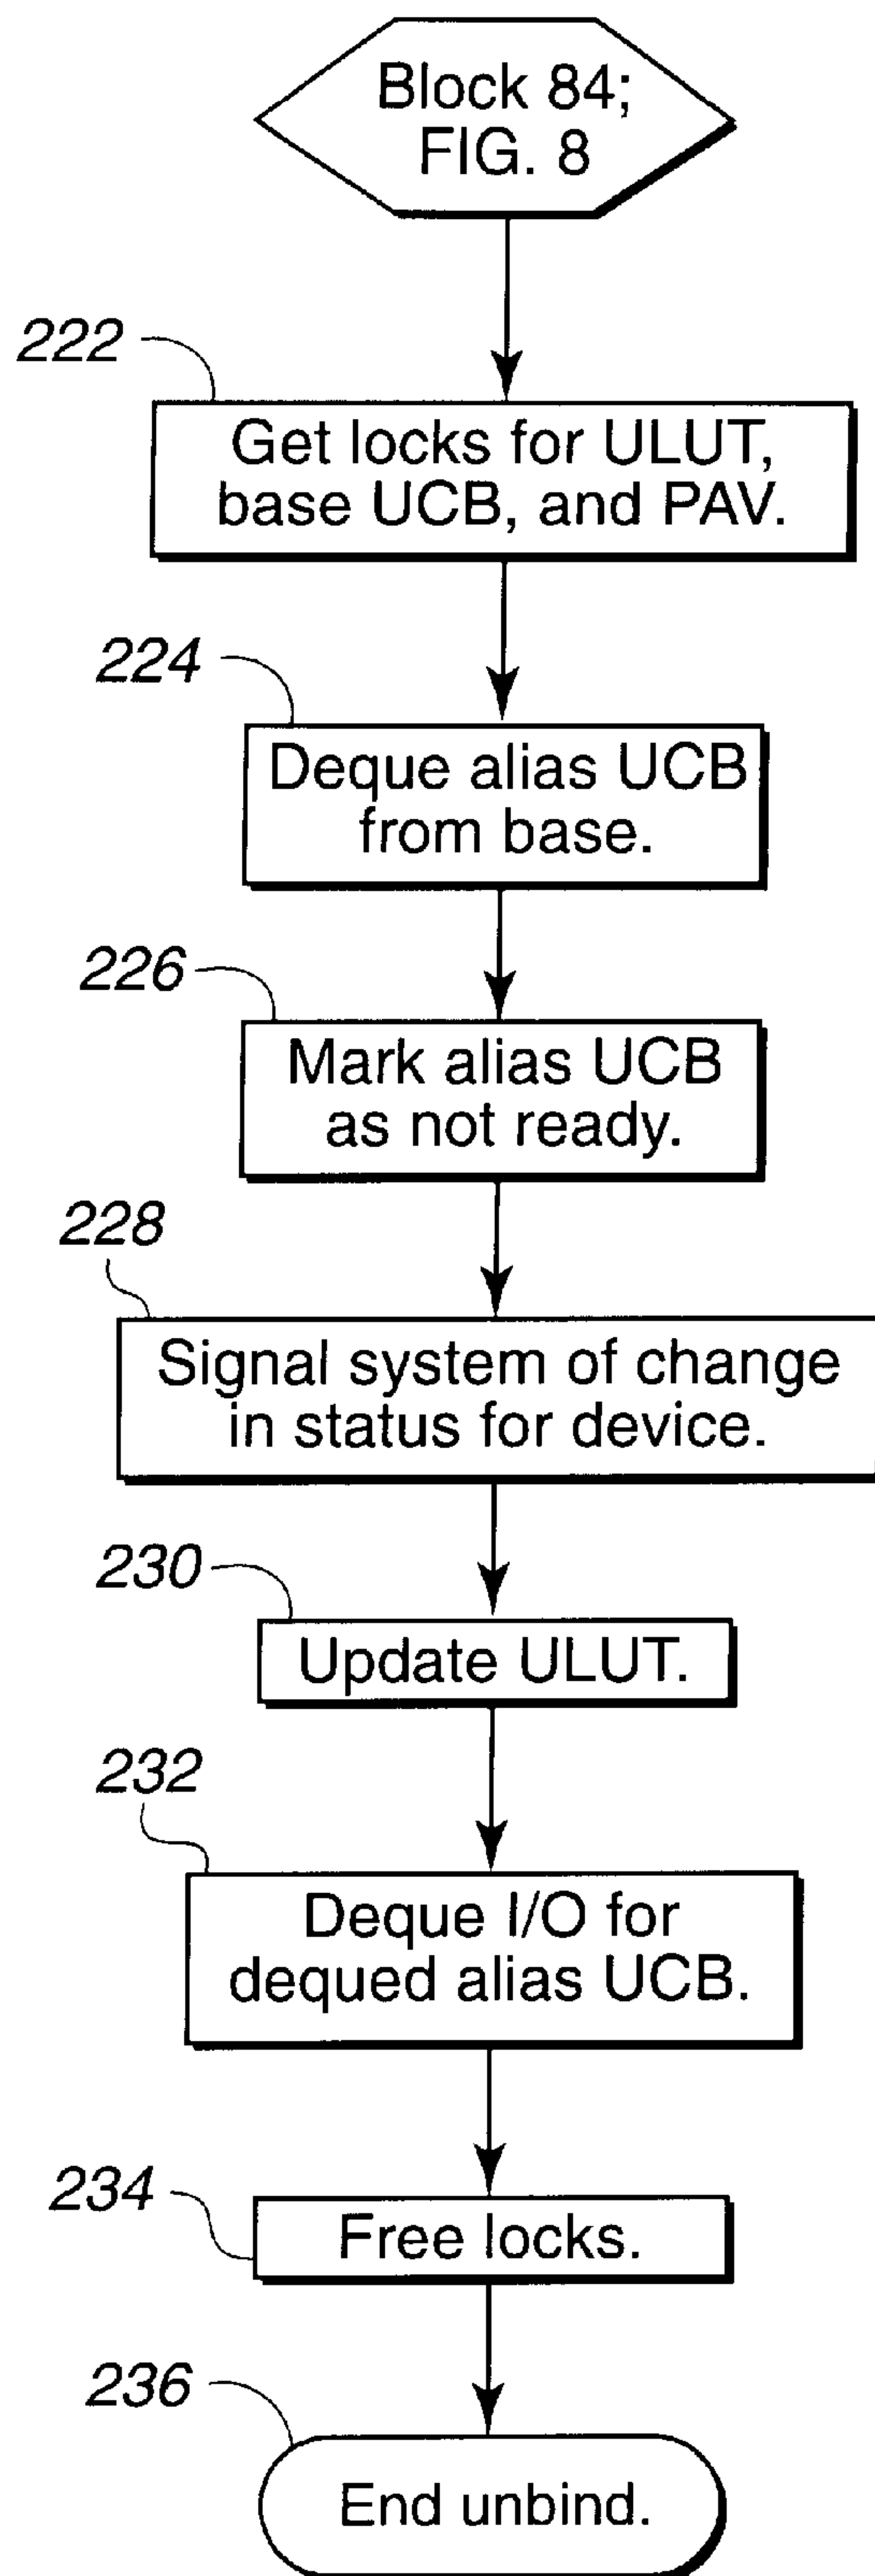 Block 84;
FIG. 8
222
Get locks for ULUT,
base UCB, and PAV.
224
Deque alias UCB
from base.
226
Mark alias UCB
as not ready.
228
Signal system of change
in status for device.
230
Update ULUT.
232
Deque I/O for
dequed alias UCB.
234
Free locks.
236
End unbind.